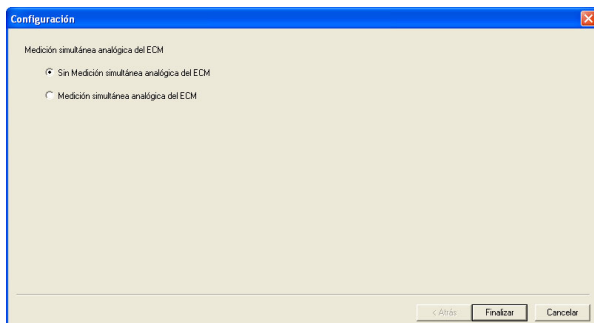 Configuración
Medición simultánea analógica del ECM
Sin Medición simultánea analógica del ECM
Medición simultánea analógica del ECM
< Atrás
Finalizar
Cancelar